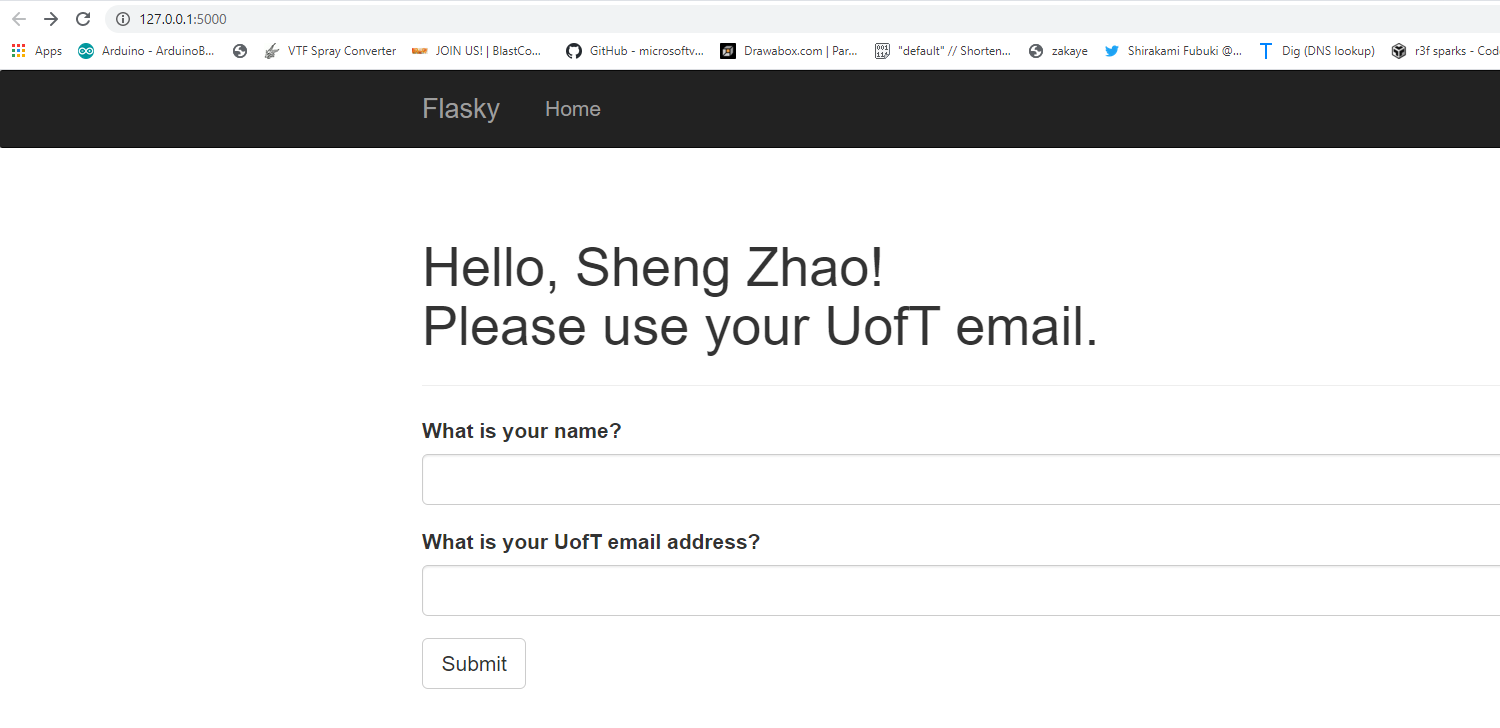 127.0.0.1:5000
Apps Arduino - ArduinoB... VTF Spray Converter JOIN US! | BlastCo... GitHub - microsoftv... Drawabox.com | Par... "default" // Shorten... zakaye Shirakami Fubuki @... Dig (DNS lookup) r3f sparks - Cod
Flasky Home
Hello, Sheng Zhao!
Please use your UofT email.
What is your name?
What is your UofT email address?
Submit